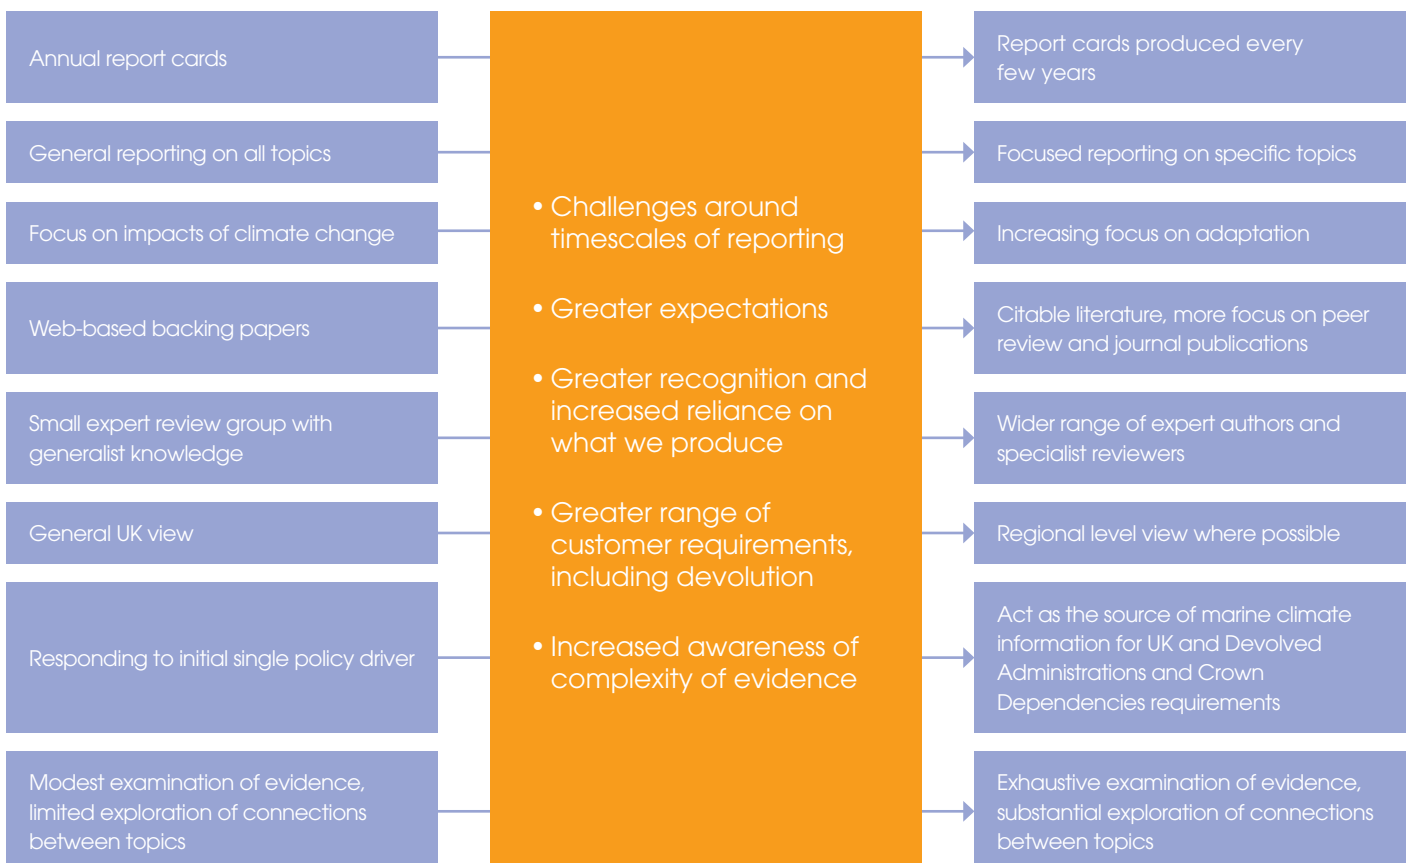 Annual report cards
General reporting on all topics
Focus on impacts of climate change
Web-based backing papers
Small expert review group with
generalist knowledge
General UK view
Responding to initial single policy driver
Modest examination of evidence,
limited exploration of connections
between topics
• Challenges around
timescales of reporting
• Greater expectations
• Greater recognition and
increased reliance on
what we produce
• Greater range of
customer requirements,
including devolution
• Increased awareness of
complexity of evidence
Report cards produced every
few years
Focused reporting on specific topics
Increasing focus on adaptation
Citable literature, more focus on peer
review and journal publications
Wider range of expert authors and
specialist reviewers
Regional level view where possible
Act as the source of marine climate
information for UK and Devolved
Administrations and Crown
Dependencies requirements
Exhaustive examination of evidence,
substantial exploration of connections
between topics